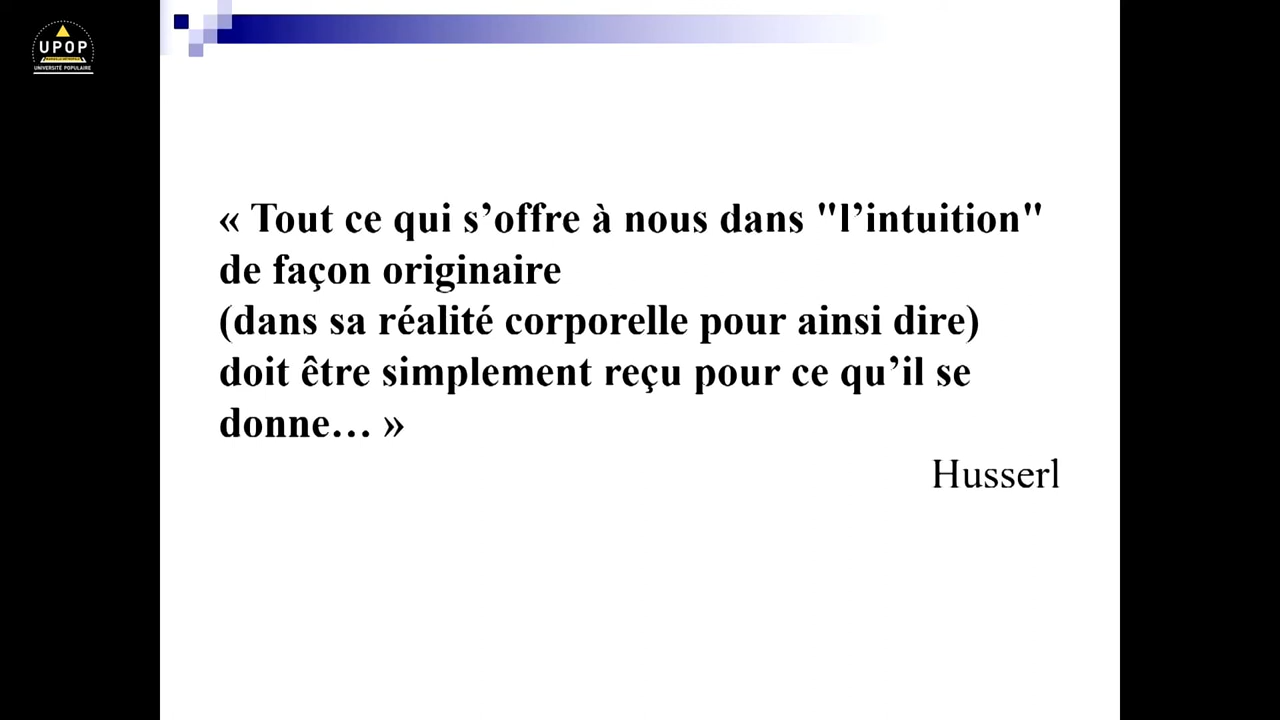 UPOP
UNIVERSITÉ POPULAIRE
« Tout ce qui s’offre à nous dans "l’intuition"
de façon originaire
(dans sa réalité corporelle pour ainsi dire)
doit être simplement reçu pour ce qu’il se
donne… »
Husserl